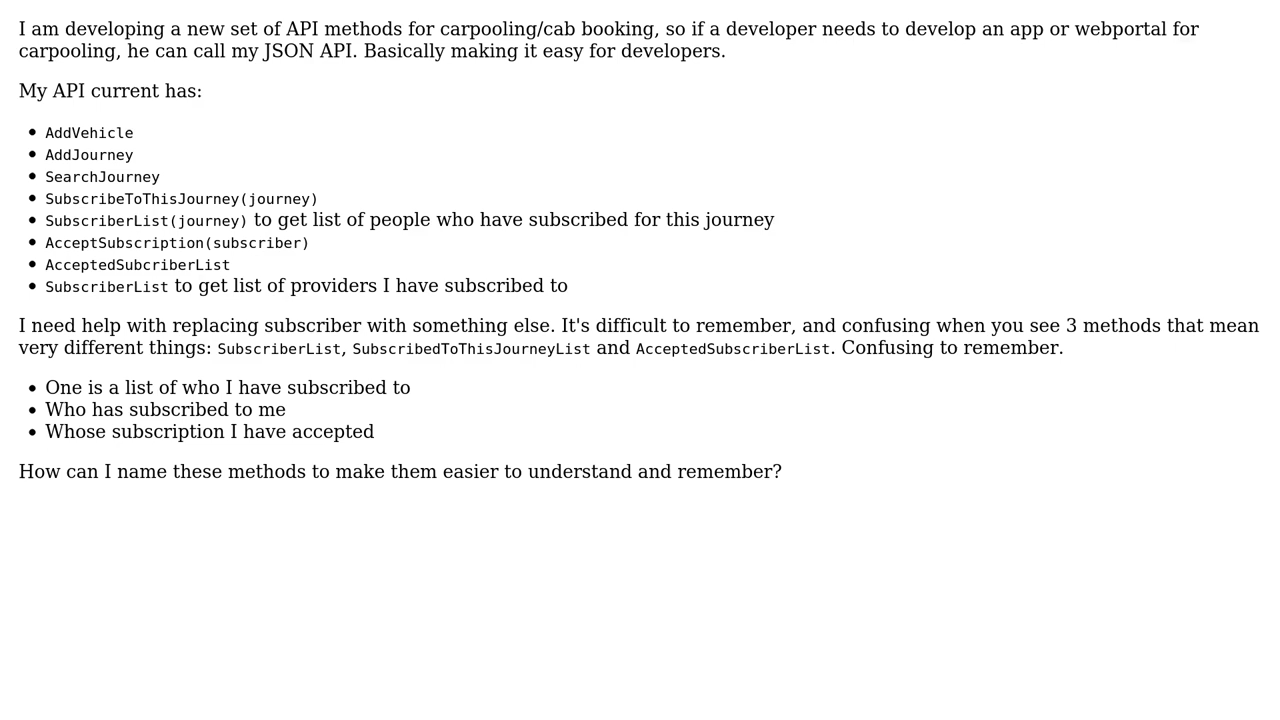 I am developing a new set of API methods for carpooling/cab booking, so if a developer needs to develop an app or webportal for
carpooling, he can call my JSON API. Basically making it easy for developers.
My API current has:
• AddVehicle
• AddJourney
• SearchJourney
• SubscribeToThisJourney(journey)
• SubscriberList(journey) to get list of people who have subscribed for this journey
• AcceptSubscription(subscriber)
• AcceptedSubcriberList
• SubscriberList to get list of providers I have subscribed to
I need help with replacing subscriber with something else. It's difficult to remember, and confusing when you see 3 methods that mean
very different things: SubscriberList, SubscribedToThisJourneyList and AcceptedSubscriberList. Confusing to remember.
• One is a list of who I have subscribed to
• Who has subscribed to me
• Whose subscription I have accepted
How can I name these methods to make them easier to understand and remember?